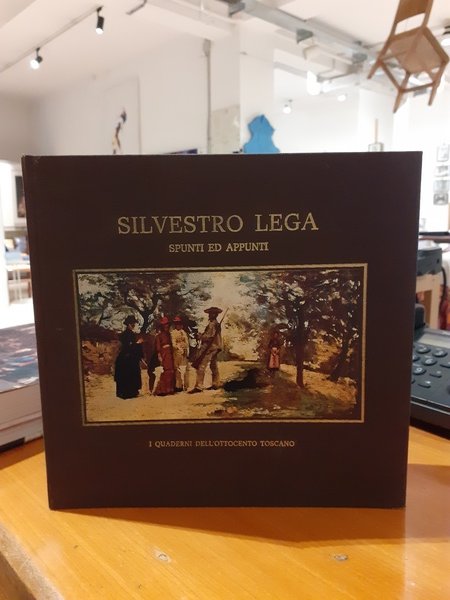 SILVESTRO LEGA
SPUNTI ED APPUNTI
I QUADERNI DELL'OTTOCENTO TOSCANO